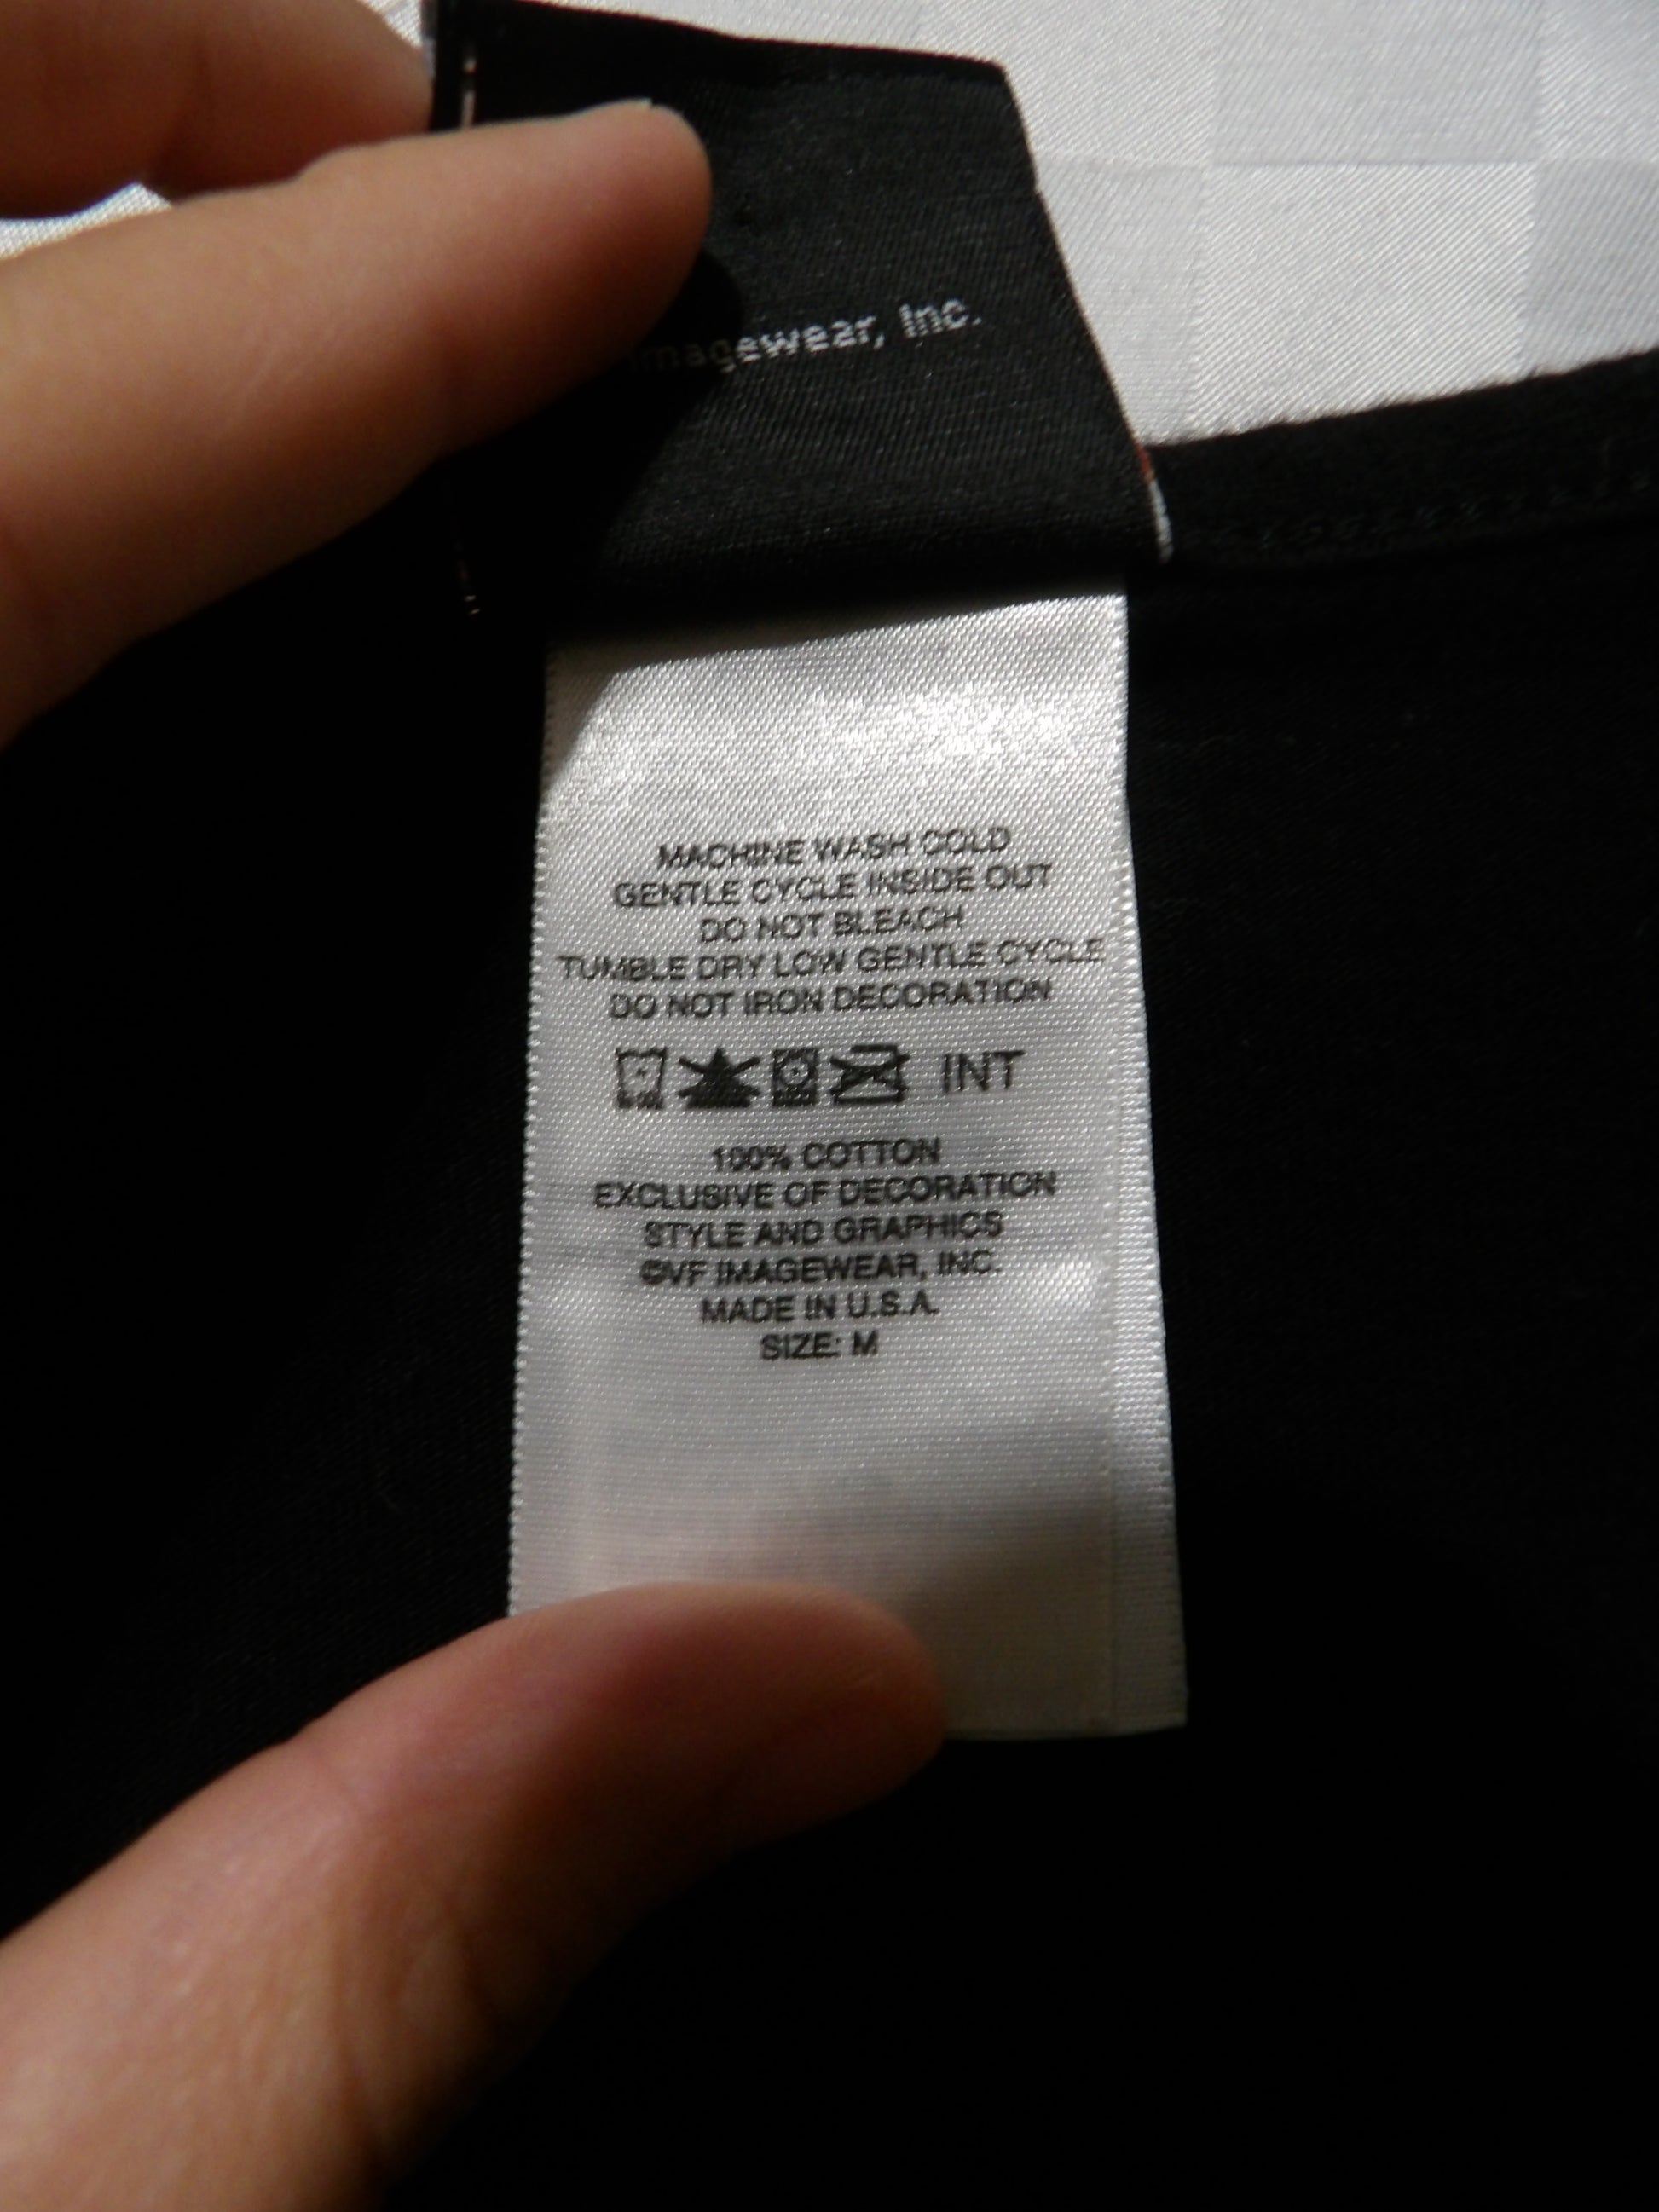 Imagewear, Inc.
MACHINE WASH COLD
GENTLE CYCLE INSIDE OUT
DO NOT BLEACH
TUMBLE DRY LOW GENTLE CYCLE
DO NOT IRON DECORATION
INT
100% COTTON
EXCLUSIVE OF DECORATION
STYLE AND GRAPHICS
©VF IMAGEWEAR, INC.
MADE IN U.S.A.
SIZE: M